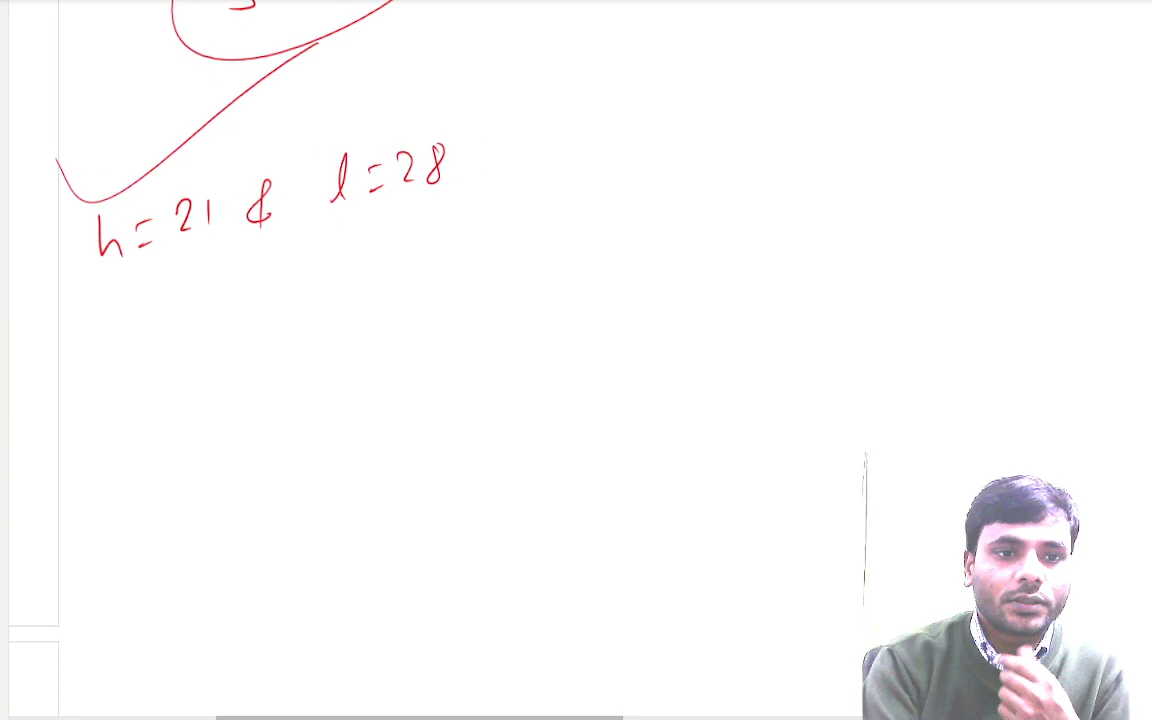 h = 21 & l = 28